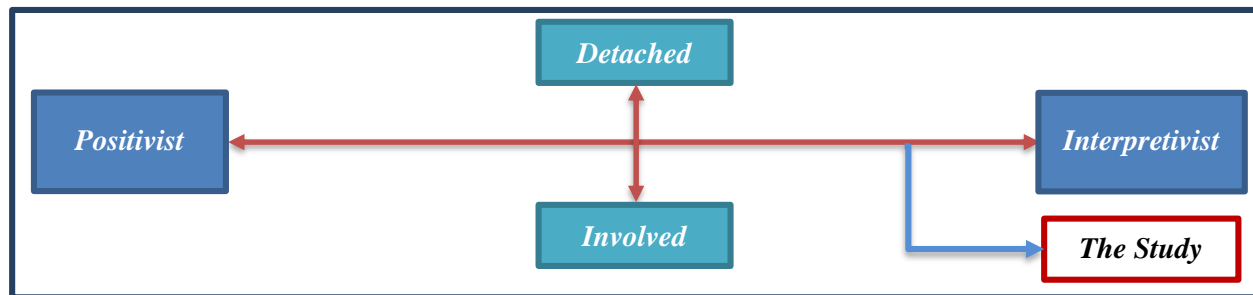 Detached
Positivist
Interpretivist
Involved
The Study